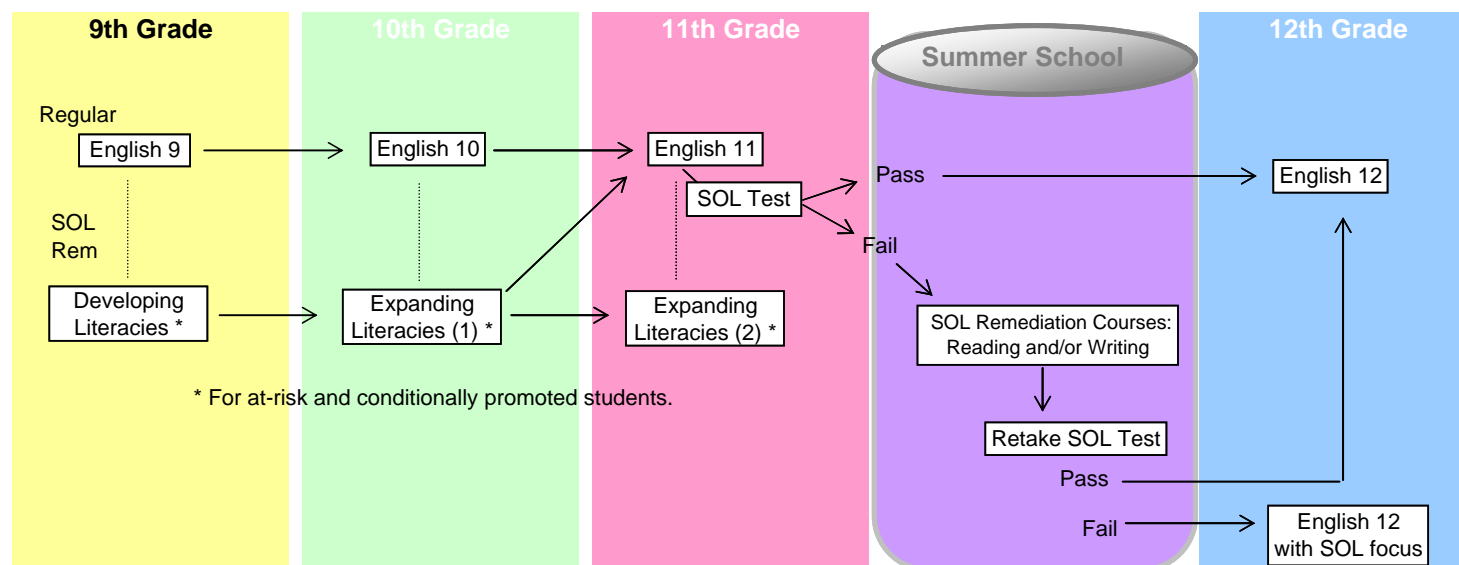 9th Grade
10th Grade
11th Grade
Summer School
12th Grade
Regular
English 9
English 10
English 11
SOL Test
Pass
English 12
SOL
Rem
Fail
Developing
Literacies *
Expanding
Literacies (1) *
Expanding
Literacies (2) *
SOL Remediation Courses:
Reading and/or Writing
* For at-risk and conditionally promoted students.
Retake SOL Test
Pass
Fail
English 12
with SOL focus